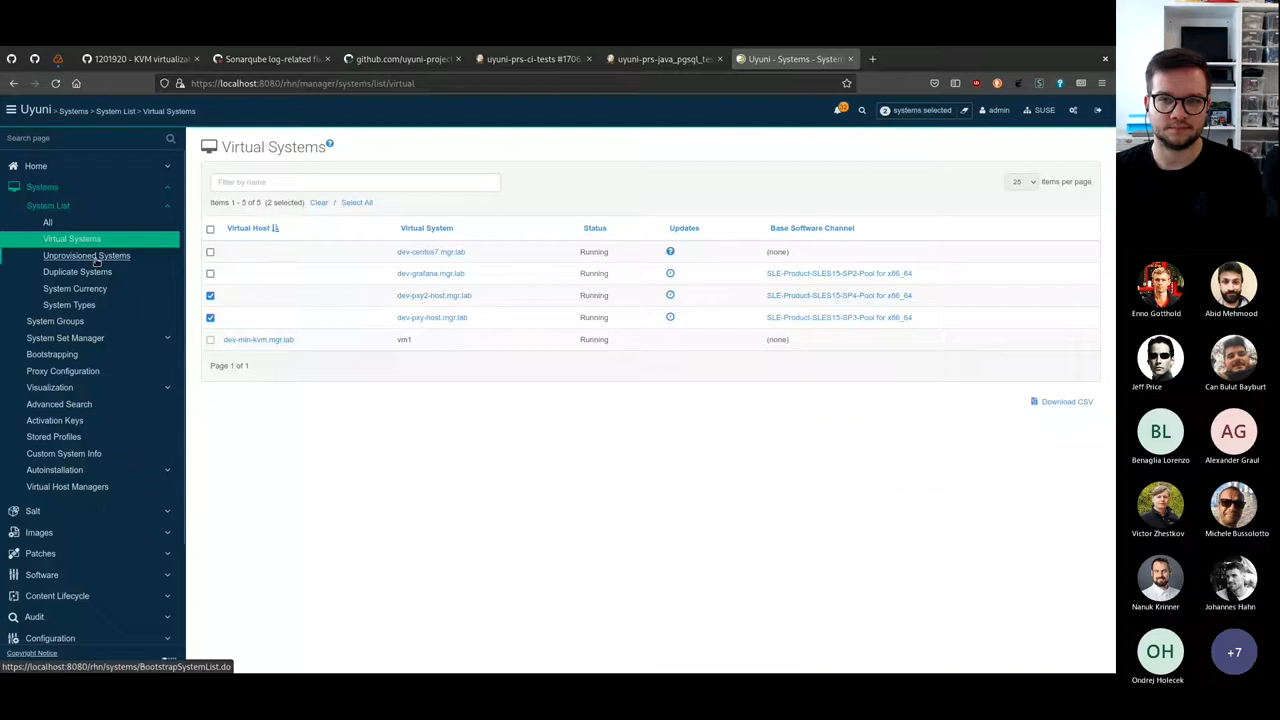 1201920 - KVM virtualiza
Sonarqube log-related fi
github.com/uyuni-project
uyuni-prs-ci-tests #1706
uyuni-prs-java_pgsql_tes
Uyuni - Systems - System
https://localhost:8080/rhn/manager/systems/list/virtual
Uyuni > Systems > System List > Virtual Systems
2 systems selected
admin
SUSE
Search page
Home
Systems
System List
All
Virtual Systems
Unprovisioned Systems
Duplicate Systems
System Currency
System Types
System Groups
System Set Manager
Bootstrapping
Proxy Configuration
Visualization
Advanced Search
Activation Keys
Stored Profiles
Custom System Info
Autoinstallation
Virtual Host Managers
Salt
Images
Patches
Software
Content Lifecycle
Audit
Configuration
Copyright Notice
https://localhost:8080/rhn/systems/BootstrapSystemList.do
Virtual Systems
Filter by name
25 Items per page
Items 1 - 5 of 5 (2 selected) Clear / Select All
Virtual Host Virtual System Status Updates Base Software Channel
dev-centos7.mgr.lab Running (none)
dev-grafana.mgr.lab Running SLE-Product-SLES15-SP2-Pool for x86_64
dev-pxy2-host.mgr.lab Running SLE-Product-SLES15-SP4-Pool for x86_64
dev-pxy-host.mgr.lab Running SLE-Product-SLES15-SP3-Pool for x86_64
dev-min-kvm.mgr.lab vm1 Running (none)
Page 1 of 1
Download CSV
Enno Gotthold
Abid Mehmood
Jeff Price
Can Bulut Bayburt
BL
Benaglia Lorenzo
AG
Alexander Graul
Victor Zhestkov
Michele Bussolotto
Nanuk Krinner
Johannes Hahn
OH
Ondrej Holecek
+7